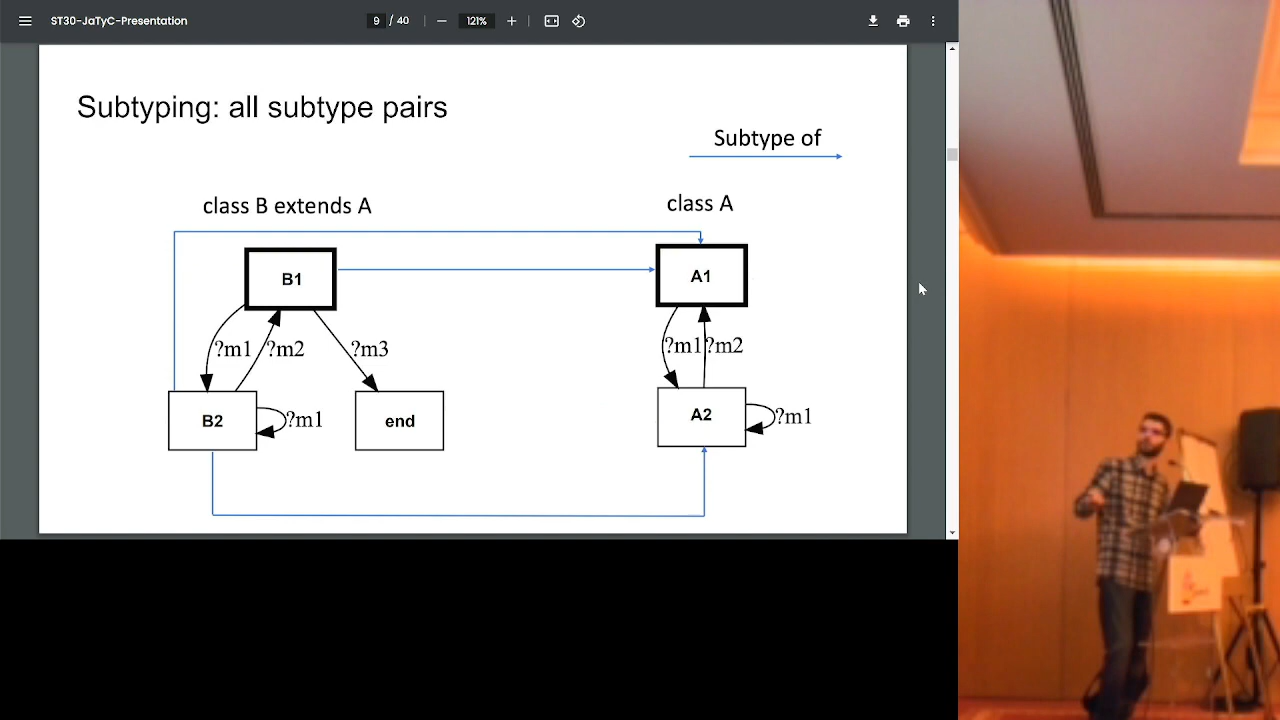 ST30-JaTyC-Presentation
9 / 40
121%
Subtyping: all subtype pairs
Subtype of
class B extends A
class A
B1
A1
?m1
?m2
?m3
?m1
?m2
B2
?m1
end
A2
?m1